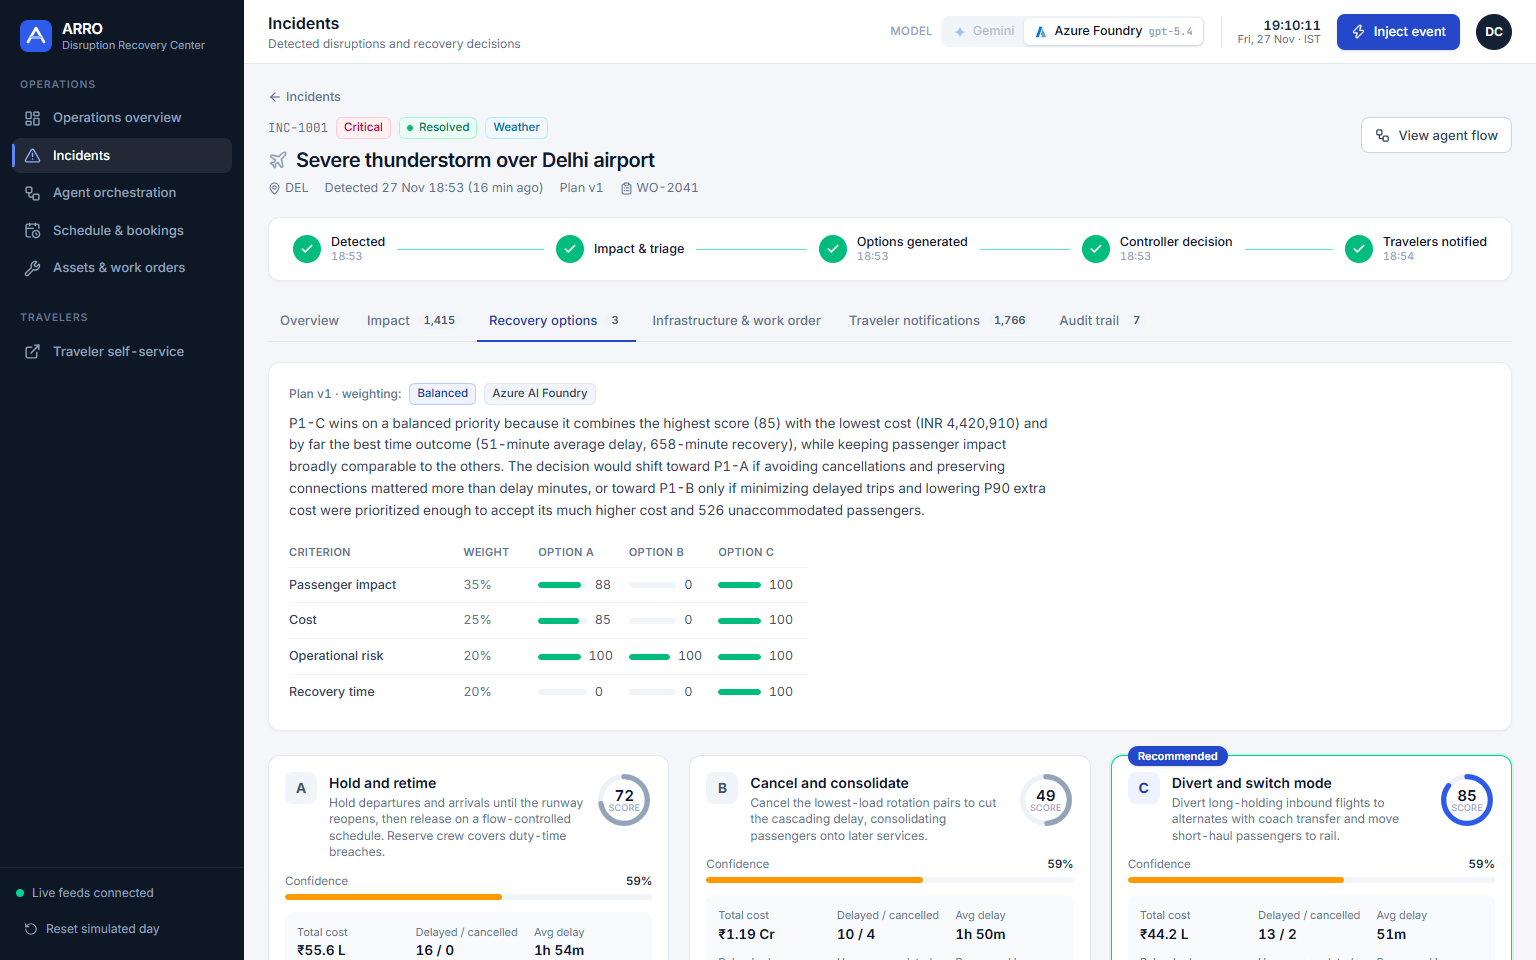 ARRO
Disruption Recovery Center
OPERATIONS
Operations overview
Incidents
Agent orchestration
Schedule & bookings
Assets & work orders
TRAVELERS
Traveler self-service
Live feeds connected
Reset simulated day
Incidents
Detected disruptions and recovery decisions
MODEL Gemini Azure Foundry gpt-5.4
19:10:11
Fri, 27 Nov · IST
Inject event
DC
Incidents
INC-1001 Critical Resolved Weather
View agent flow
Severe thunderstorm over Delhi airport
DEL Detected 27 Nov 18:53 (16 min ago) Plan v1 WO-2041
Detected
18:53
Impact & triage
Options generated
18:53
Controller decision
18:53
Travelers notified
18:54
Overview Impact 1,415 Recovery options 3 Infrastructure & work order Traveler notifications 1,766 Audit trail 7
Plan v1 · weighting: Balanced Azure AI Foundry
P1-C wins on a balanced priority because it combines the highest score (85) with the lowest cost (INR 4,420,910) and
by far the best time outcome (51-minute average delay, 658-minute recovery), while keeping passenger impact
broadly comparable to the others. The decision would shift toward P1-A if avoiding cancellations and preserving
connections mattered more than delay minutes, or toward P1-B only if minimizing delayed trips and lowering P90 extra
cost were prioritized enough to accept its much higher cost and 526 unaccommodated passengers.
CRITERION WEIGHT OPTION A OPTION B OPTION C
Passenger impact 35% 88 0 100
Cost 25% 85 0 100
Operational risk 20% 100 100 100
Recovery time 20% 0 0 100
A
Hold and retime
Hold departures and arrivals until the runway
reopens, then release on a flow-controlled
schedule. Reserve crew covers duty-time
breaches.
72
SCORE
Confidence 59%
Total cost Delayed / cancelled Avg delay
₹55.6 L 16 / 0 1h 54m
B
Cancel and consolidate
Cancel the lowest-load rotation pairs to cut
the cascading delay, consolidating
passengers onto later services.
49
SCORE
Confidence 59%
Total cost Delayed / cancelled Avg delay
₹1.19 Cr 10 / 4 1h 50m
Recommended
C
Divert and switch mode
Divert long-holding inbound flights to
alternates with coach transfer and move
short-haul passengers to rail.
85
SCORE
Confidence 59%
Total cost Delayed / cancelled Avg delay
₹44.2 L 13 / 2 51m